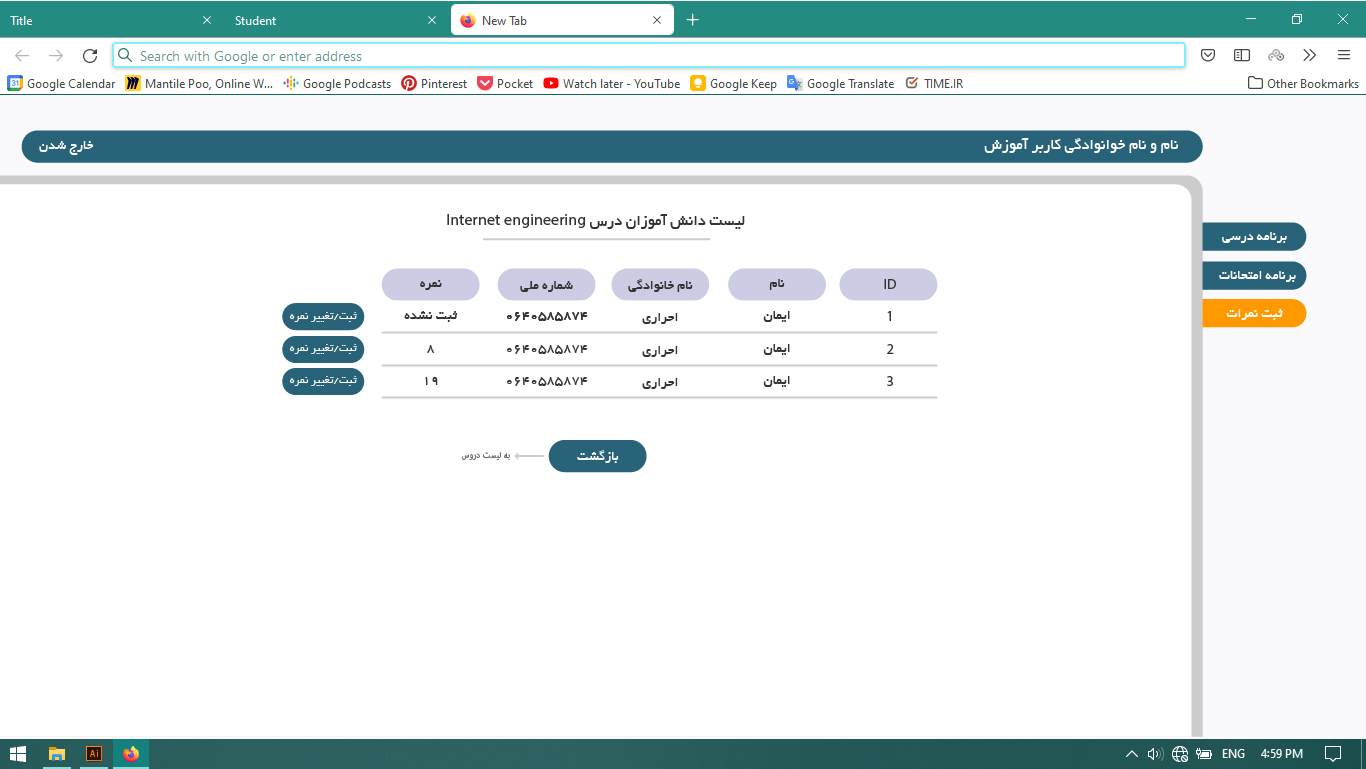 Title
Student
New Tab
Search with Google or enter address
Google Calendar
Mantile Poo, Online W...
Google Podcasts
Pinterest
Pocket
Watch later - YouTube
Google Keep
Google Translate
TIME.IR
Other Bookmarks
نام و نام خوانوادگی کاربر آموزش
خارج شدن
برنامه درسی
برنامه امتحانات
ثبت نمرات
لیست دانش آموزان درس Internet engineering
ID نام نام خانوادگی شماره ملی نمره
1 ایمان احراری ۰۶۴۰۵۸۵۸۷۴ ثبت نشده ثبت/تغییر نمره
2 ایمان احراری ۰۶۴۰۵۸۵۸۷۴ ۸ ثبت/تغییر نمره
3 ایمان احراری ۰۶۴۰۵۸۵۸۷۴ ۱۹ ثبت/تغییر نمره
بازگشت به لیست دروس
Ai
ENG
4:59 PM